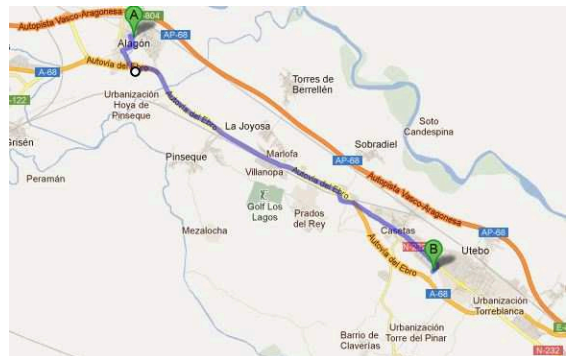 Autopista Vasco-Aragonesa
A
-804
AP-68
Alagón
Autovía del Ebro
A-68
-122
Urbanización
Hoya de
Pinseque
Torres de
Berrellén
Autovía del Ebro
Soto
Candespina
Grisén
La Joyosa
Pinseque
Marlofa
AP-68
Sobradiel
Peramán
Villanopa
Autovía del Ebro
Autopista Vasco-Aragonesa
Golf Los
Lagos
Prados
del Rey
Mezalocha
Casetas
AP-68
B
Utebo
Autovía del Ebro
A-68
Urbanización
Torreblanca
Barrio de
Claverías
Urbanización
Torre del Pinar
N-232